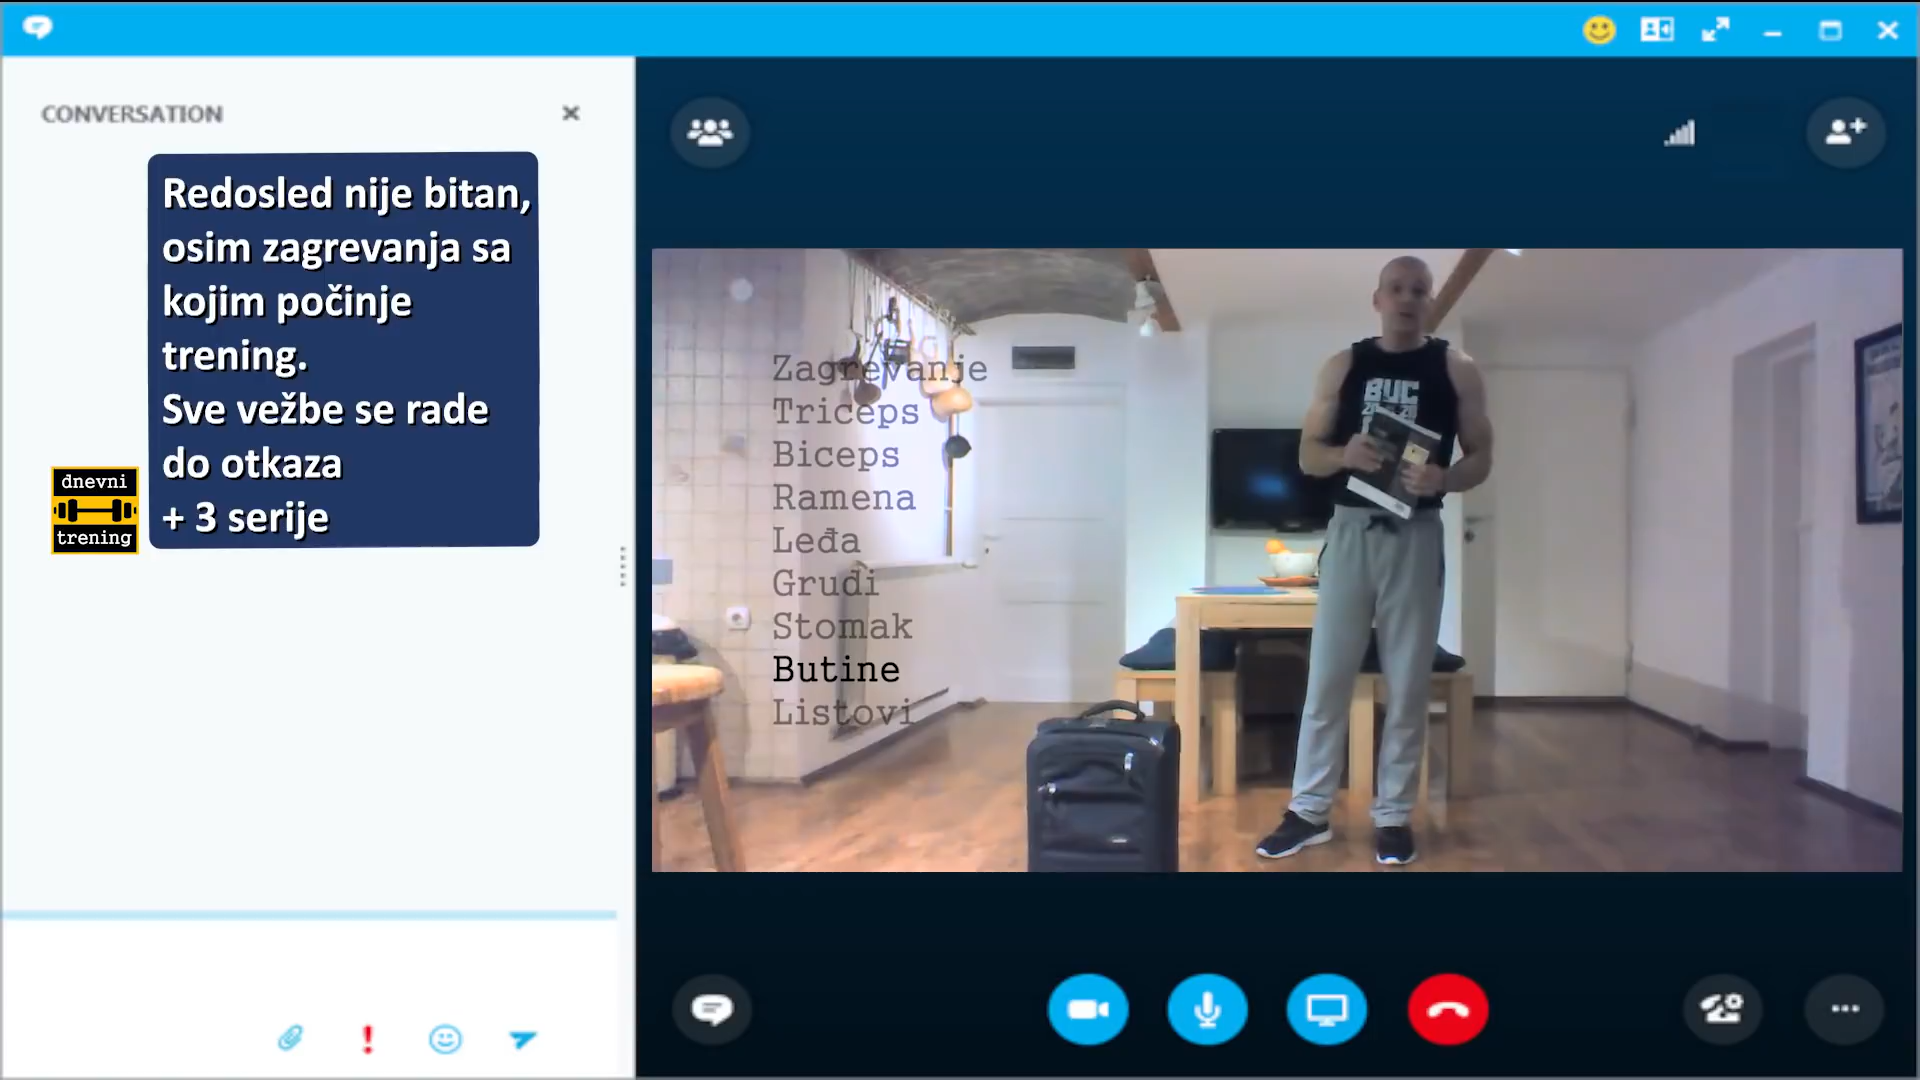 CONVERSATION
Redosled nije bitan,
osim zagrevanja sa
kojim počinje
trening.
Sve vežbe se rade
do otkaza
+ 3 serije
dnevni
trening
Zagrevanje
Triceps
Biceps
Ramena
Leđa
Grudi
Stomak
Butine
Listovi
BUC